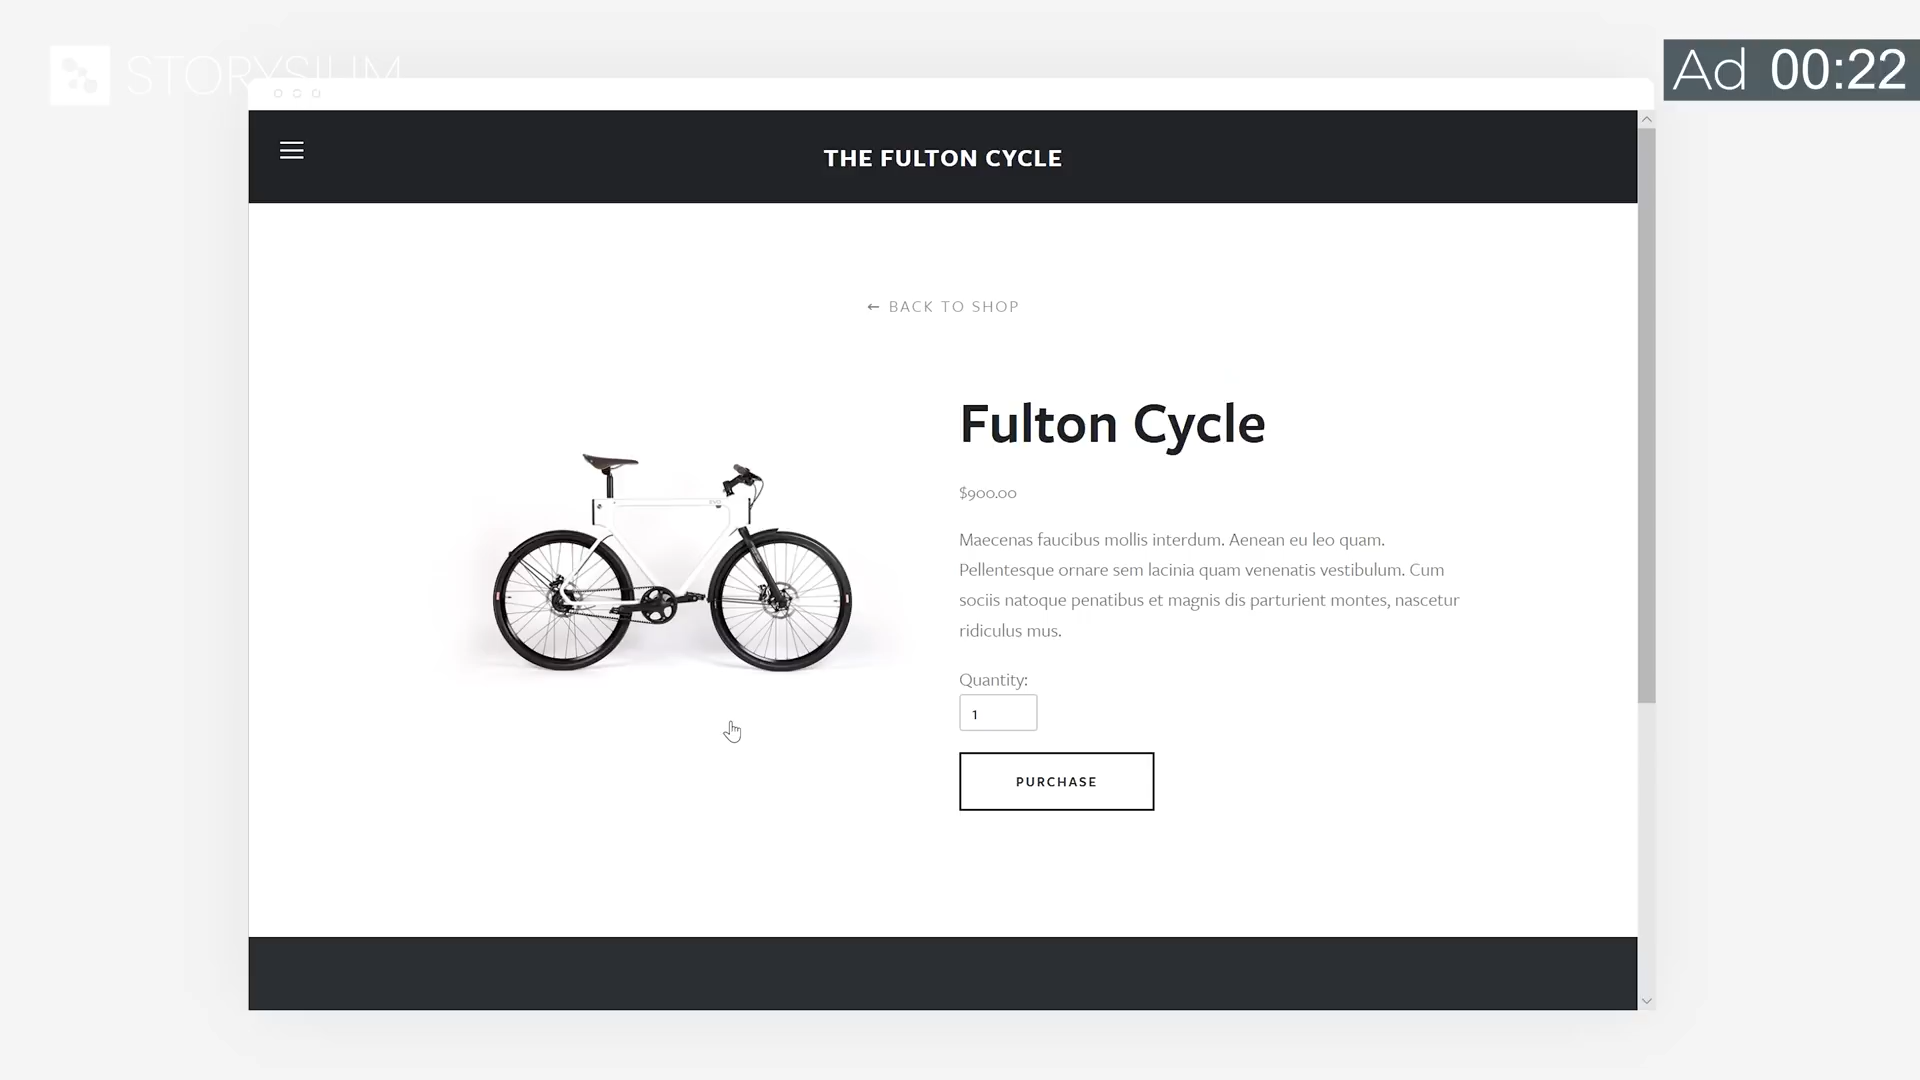 STORYSIUM
Ad 00:22
THE FULTON CYCLE
← BACK TO SHOP
Fulton Cycle
$900.00
Maecenas faucibus mollis interdum. Aenean eu leo quam.
Pellentesque ornare sem lacinia quam venenatis vestibulum. Cum
sociis natoque penatibus et magnis dis parturient montes, nascetur
ridiculus mus.
Quantity:
1
PURCHASE